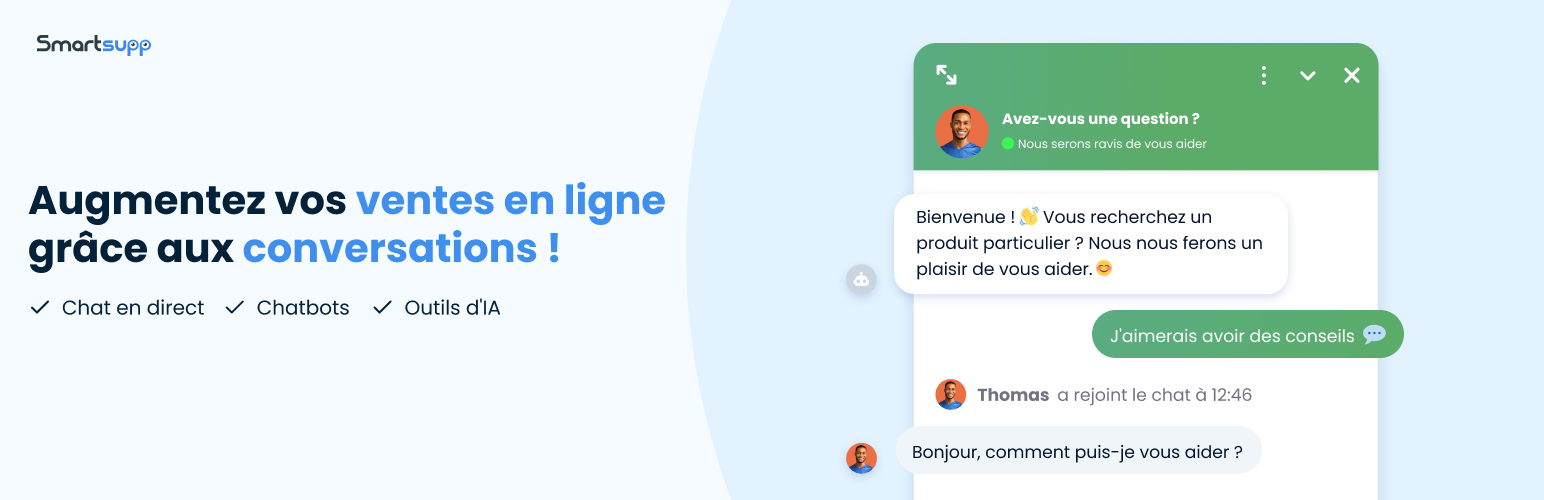 Smartsupp
Augmentez vos ventes en ligne
grâce aux conversations !
Chat en direct Chatbots Outils d'IA
Avez-vous une question ?
Nous serons ravis de vous aider
Bienvenue ! 👋 Vous recherchez un
produit particulier ? Nous nous ferons un
plaisir de vous aider. 😊
J'aimerais avoir des conseils 💬
Thomas a rejoint le chat à 12:46
Bonjour, comment puis-je vous aider ?